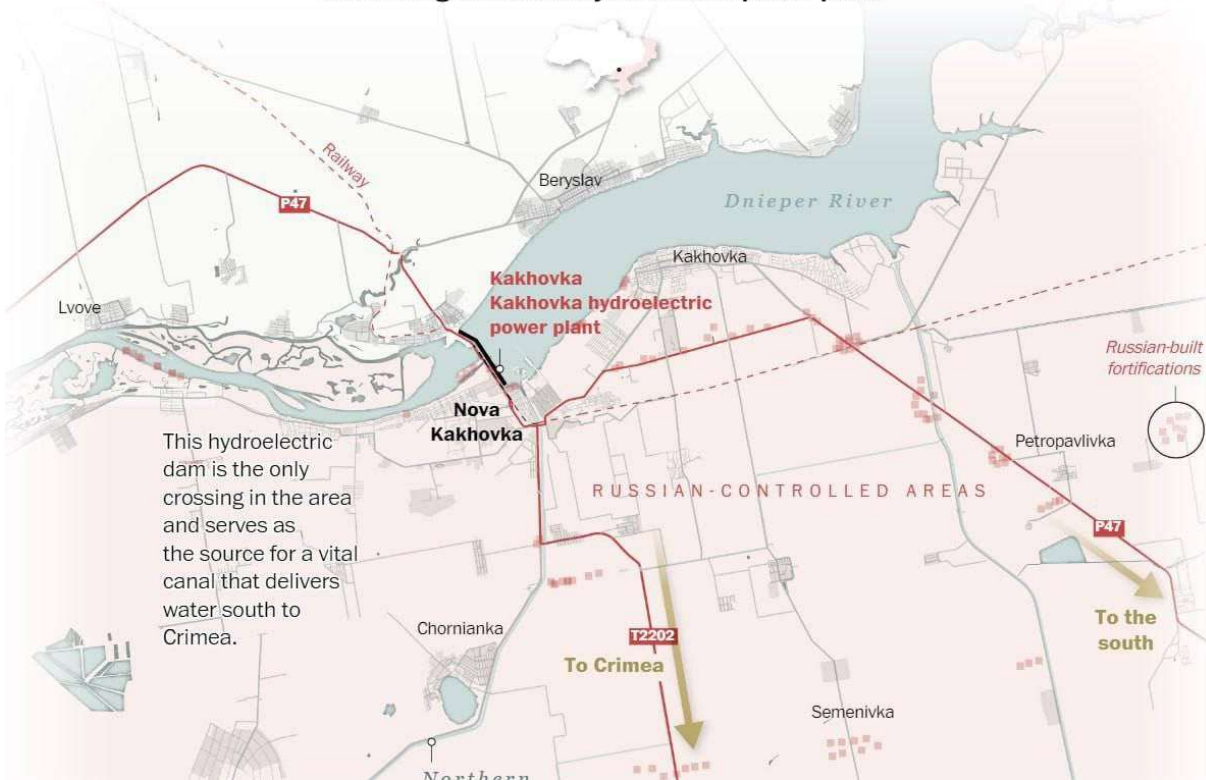 Railway
P47
Beryslav
Dnieper River
Kakhovka
Kakhovka
Kakhovka hydroelectric
power plant
Lvove
Russian-built
fortifications
Nova
Kakhovka
This hydroelectric
dam is the only
crossing in the area
and serves as
the source for a vital
canal that delivers
water south to
Crimea.
Petropavlivka
RUSSIAN-CONTROLLED AREAS
P47
Chornianka
T2202
To Crimea
To the
south
Semenivka
Northern